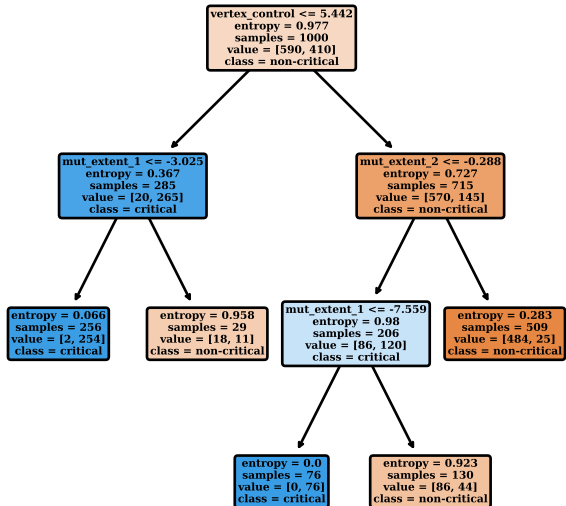 vertex_control <= 5.442
entropy = 0.977
samples = 1000
value = [590, 410]
class = non-critical
mut_extent_1 <= -3.025
entropy = 0.367
samples = 285
value = [20, 265]
class = critical
mut_extent_2 <= -0.288
entropy = 0.727
samples = 715
value = [570, 145]
class = non-critical
entropy = 0.066
samples = 256
value = [2, 254]
class = critical
entropy = 0.958
samples = 29
value = [18, 11]
class = non-critical
mut_extent_1 <= -7.559
entropy = 0.98
samples = 206
value = [86, 120]
class = critical
entropy = 0.283
samples = 509
value = [484, 25]
class = non-critical
entropy = 0.0
samples = 76
value = [0, 76]
class = critical
entropy = 0.923
samples = 130
value = [86, 44]
class = non-critical